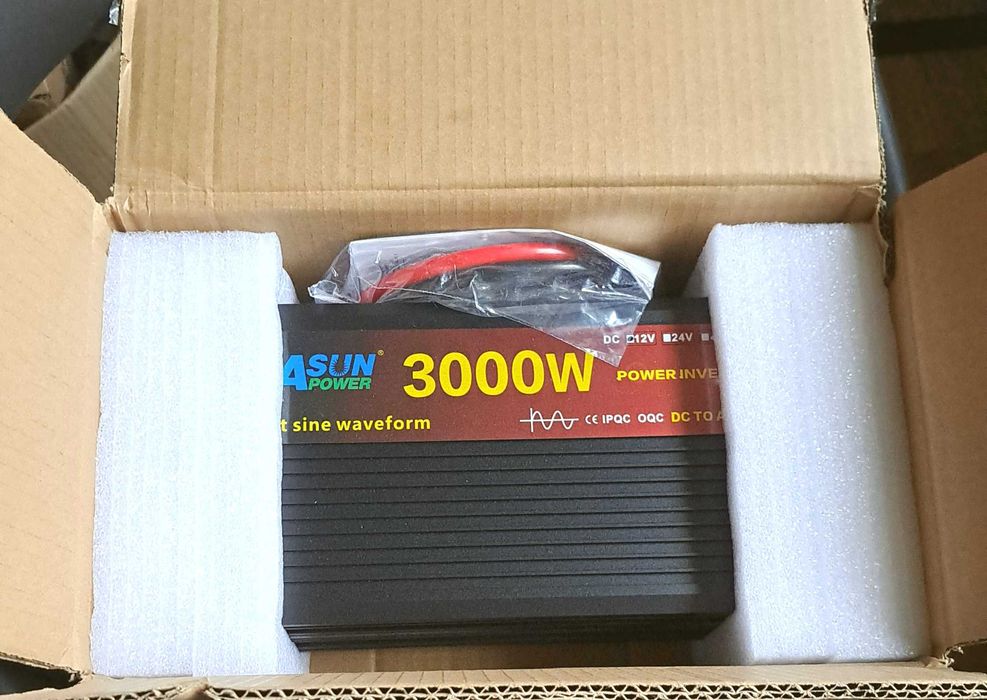 DC 12V 24V
ASUN®
POWER
3000W
POWER INVE
t sine waveform
CE IPQC OQC DC TO A